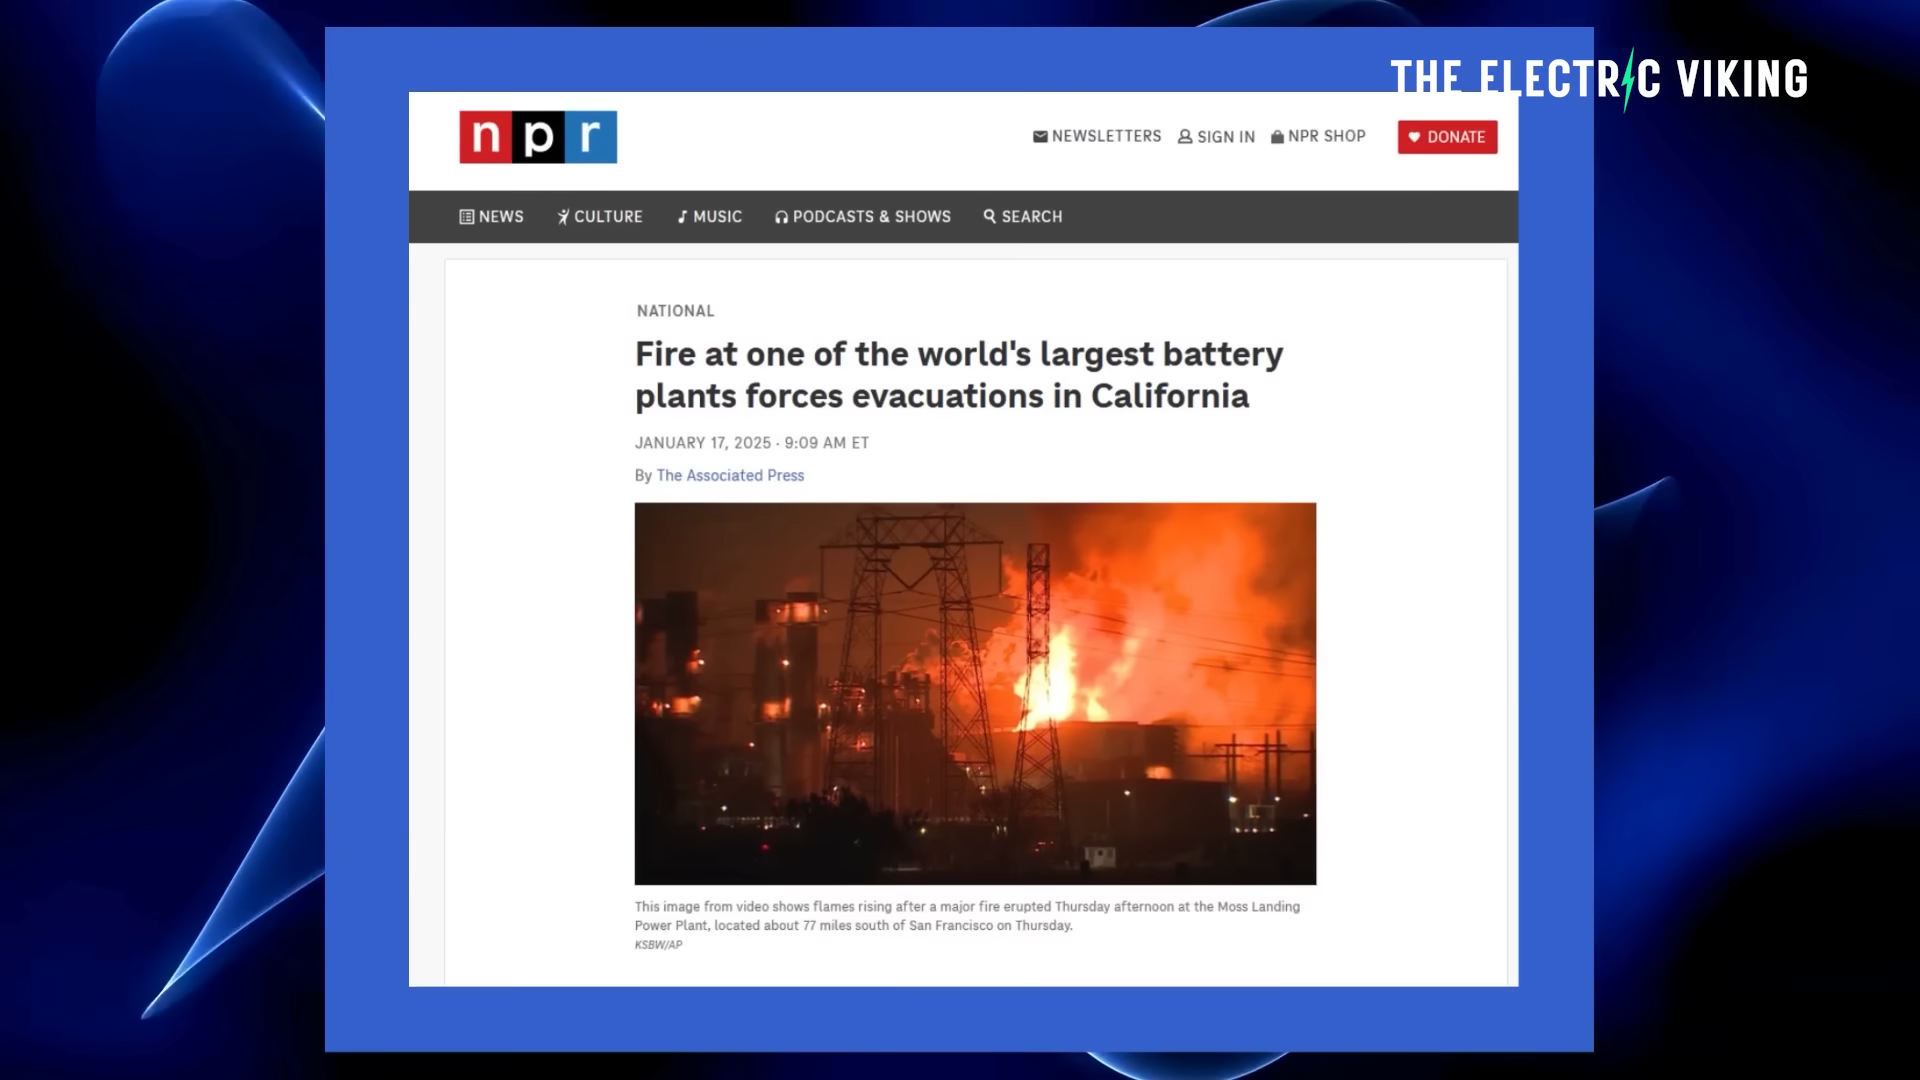 THE ELECTRIC VIKING
npr
NEWSLETTERS SIGN IN NPR SHOP DONATE
NEWS CULTURE MUSIC PODCASTS & SHOWS SEARCH
NATIONAL
Fire at one of the world's largest battery
plants forces evacuations in California
JANUARY 17, 2025 · 9:09 AM ET
By The Associated Press
This image from video shows flames rising after a major fire erupted Thursday afternoon at the Moss Landing
Power Plant, located about 77 miles south of San Francisco on Thursday.
KSBW/AP